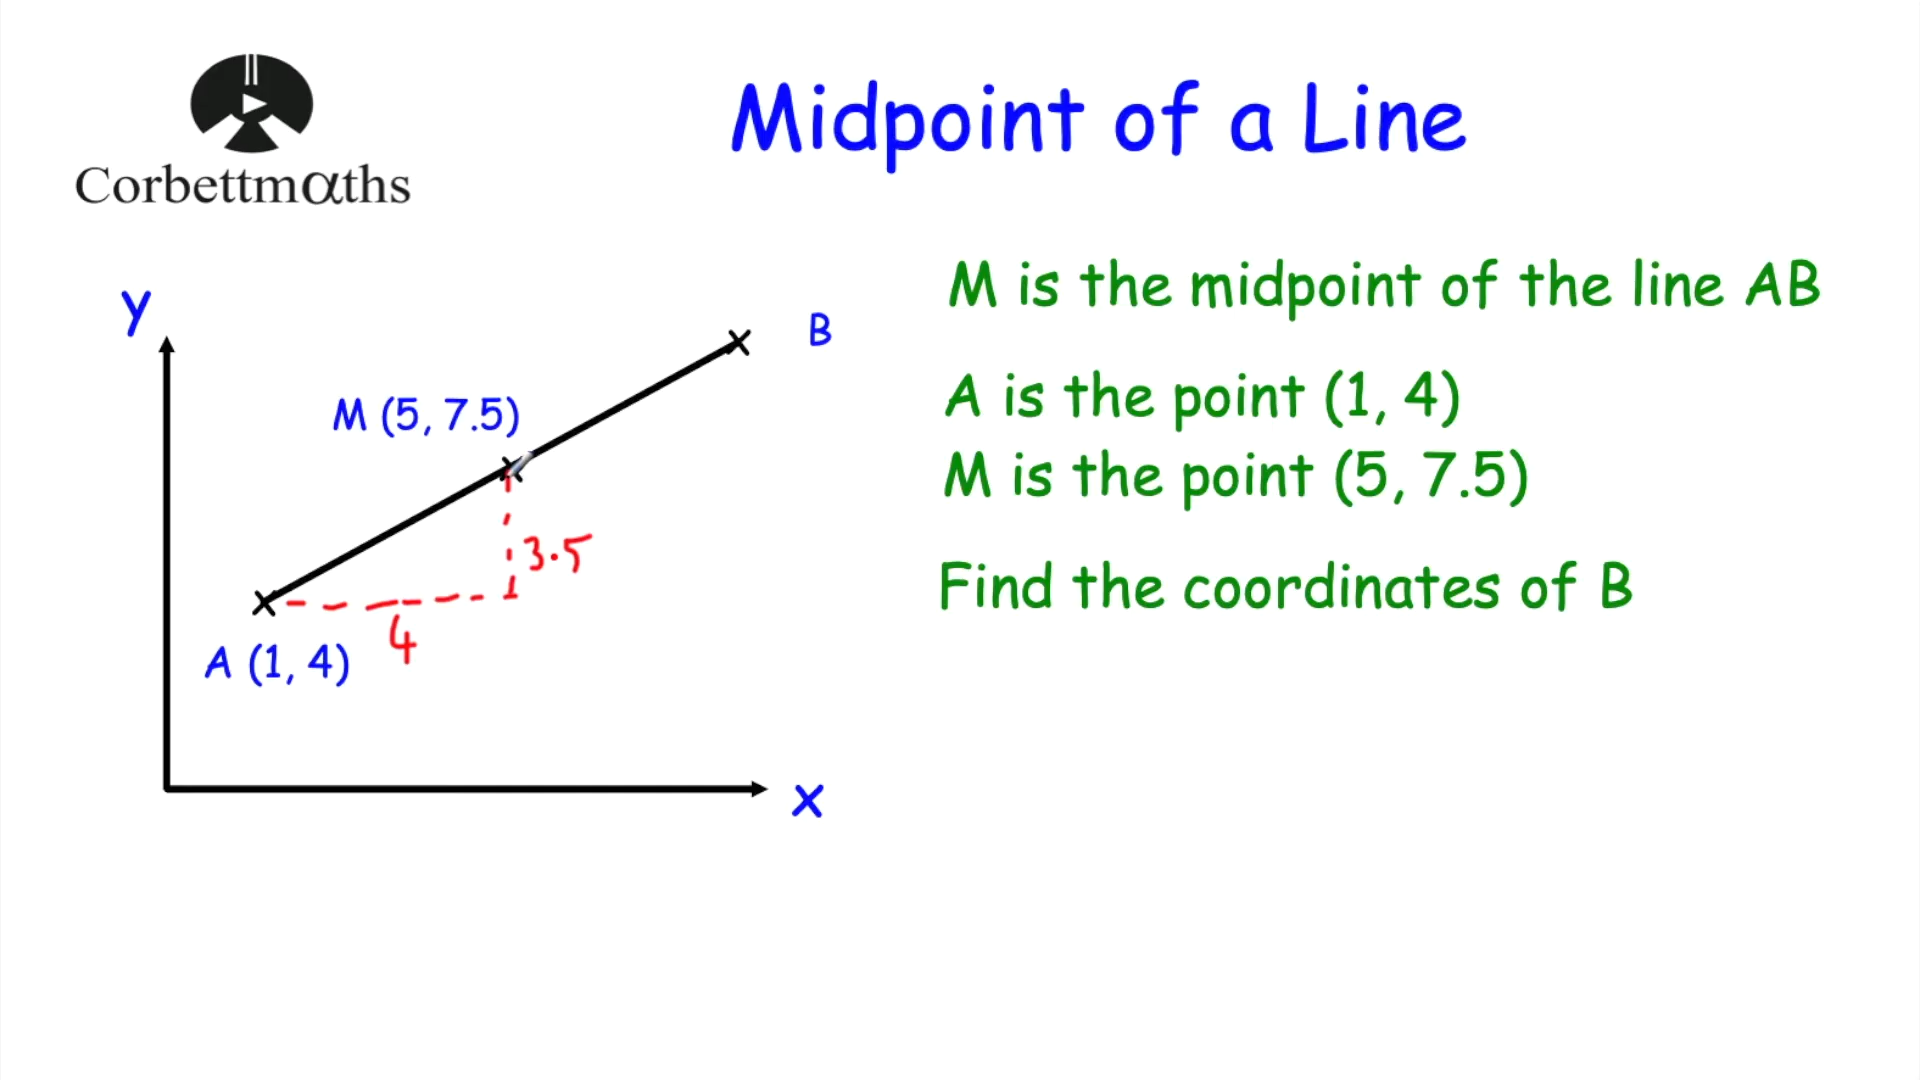 Corbettmαths
Midpoint of a Line
M is the midpoint of the line AB
A is the point (1, 4)
M is the point (5, 7.5)
Find the coordinates of B
y
B
M (5, 7.5)
3.5
4
A (1, 4)
x